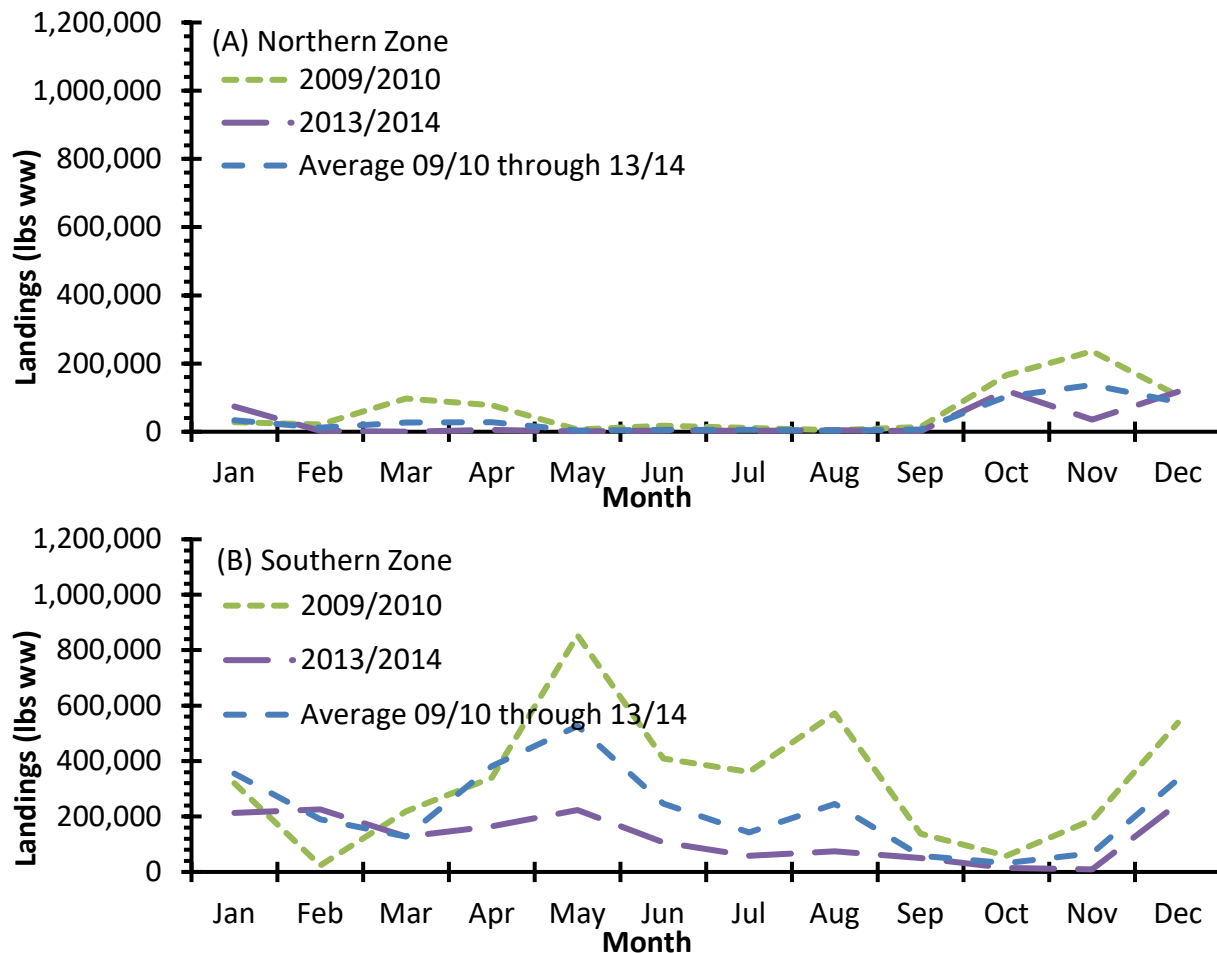 (A) Northern Zone
2009/2010
2013/2014
Average 09/10 through 13/14
Landings (lbs ww)
1,200,000
1,000,000
800,000
600,000
400,000
200,000
0
Jan Feb Mar Apr May Jun Jul Aug Sep Oct Nov Dec
Month
(B) Southern Zone
2009/2010
2013/2014
Average 09/10 through 13/14
Landings (lbs ww)
1,200,000
1,000,000
800,000
600,000
400,000
200,000
0
Jan Feb Mar Apr May Jun Jul Aug Sep Oct Nov Dec
Month